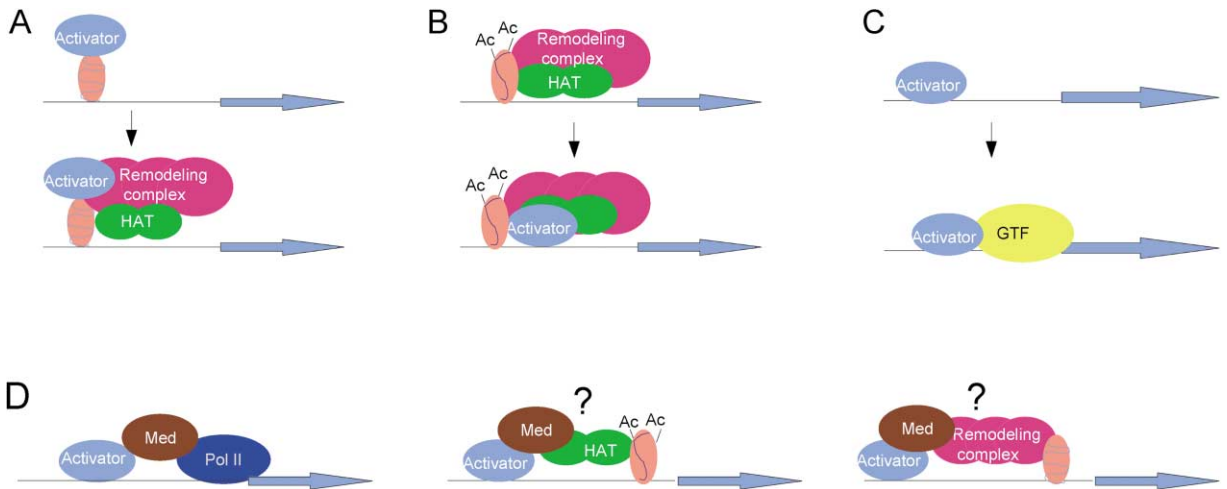 A
Activator
Activator
Remodeling
complex
HAT
B
Ac
Ac
Remodeling
complex
HAT
Ac
Ac
Activator
C
Activator
Activator
GTF
D
Activator
Med
Pol II
?
Activator
Med
HAT
Ac
Ac
?
Activator
Med
Remodeling
complex